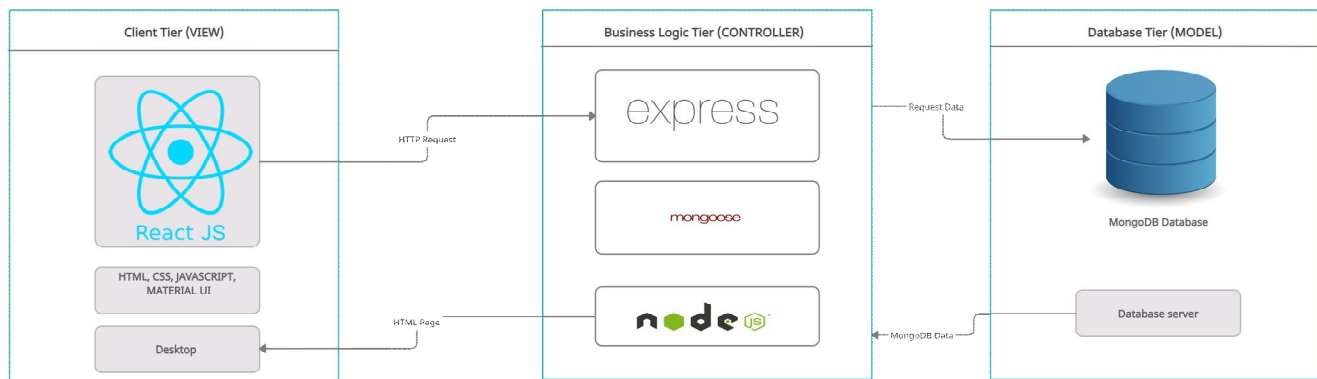 Client Tier (VIEW)
React JS
HTML, CSS, JAVASCRIPT,
MATERIAL UI
Desktop
HTTP Request
HTML Page
Business Logic Tier (CONTROLLER)
express
mongoose
node JS
Request Data
MongoDB Data
Database Tier (MODEL)
MongoDB Database
Database server